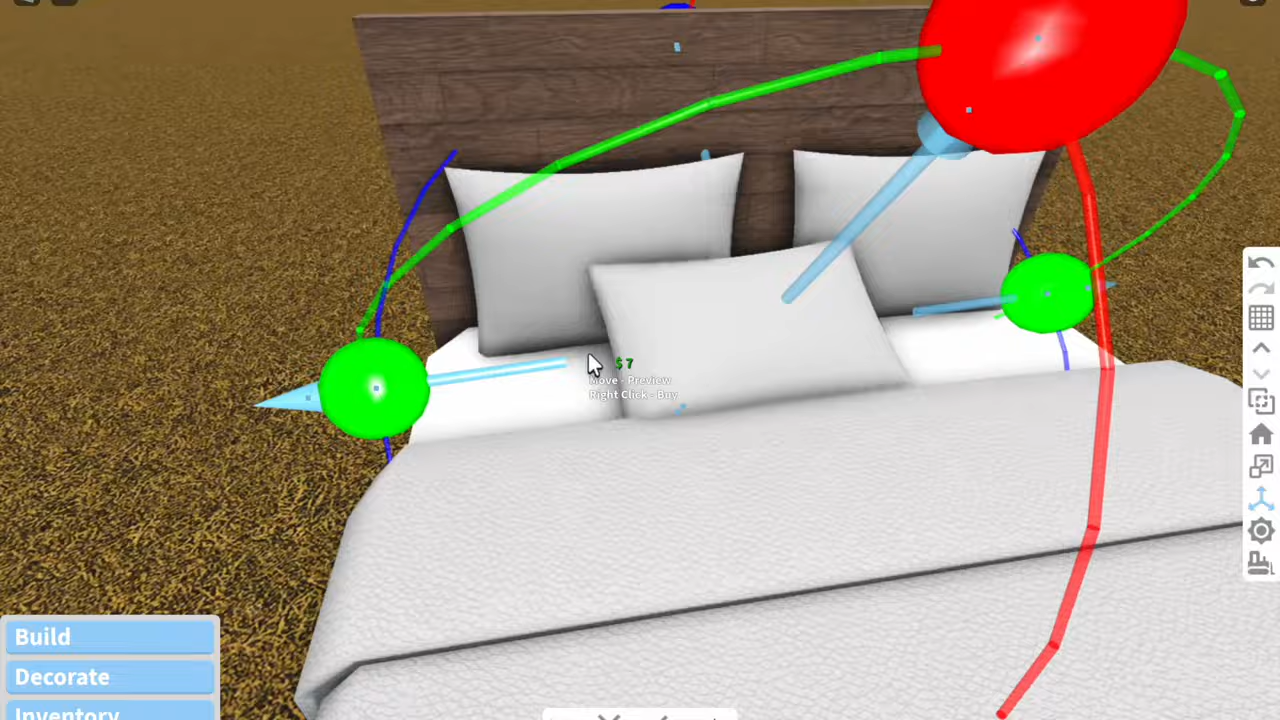 $ 7
Move - Preview
Right Click - Buy
Build
Decorate
Inventory